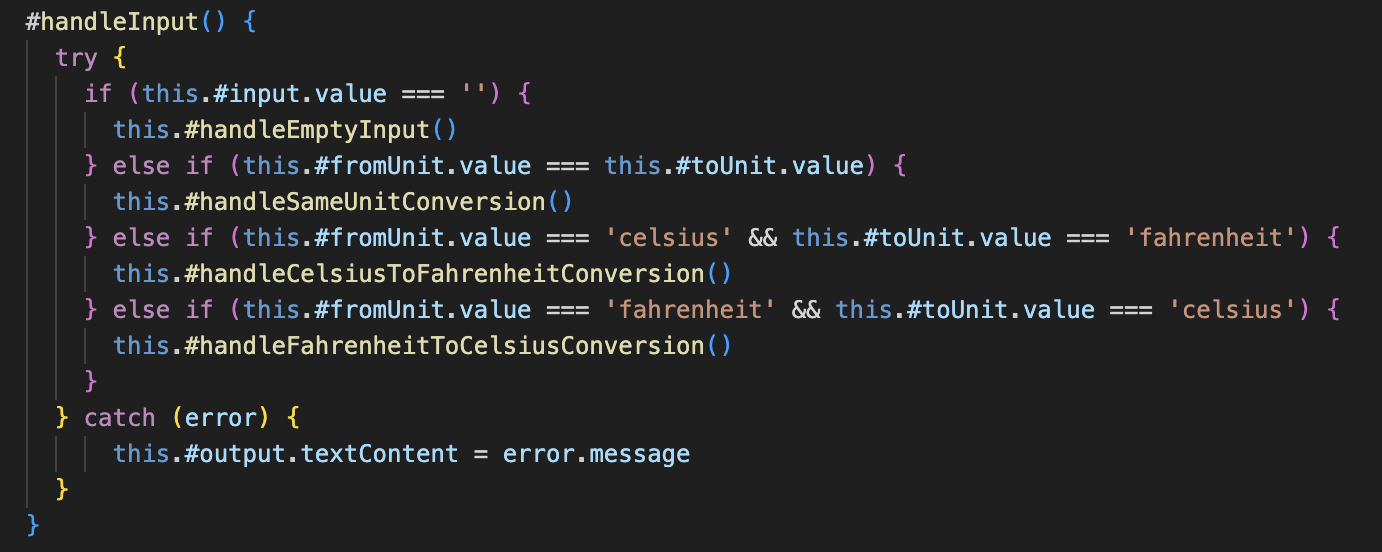 #handleInput() {
  try {
    if (this.#input.value === '') {
      this.#handleEmptyInput()
    } else if (this.#fromUnit.value === this.#toUnit.value) {
      this.#handleSameUnitConversion()
    } else if (this.#fromUnit.value === 'celsius' && this.#toUnit.value === 'fahrenheit') {
      this.#handleCelsiusToFahrenheitConversion()
    } else if (this.#fromUnit.value === 'fahrenheit' && this.#toUnit.value === 'celsius') {
      this.#handleFahrenheitToCelsiusConversion()
    }
  } catch (error) {
      this.#output.textContent = error.message
  }
}